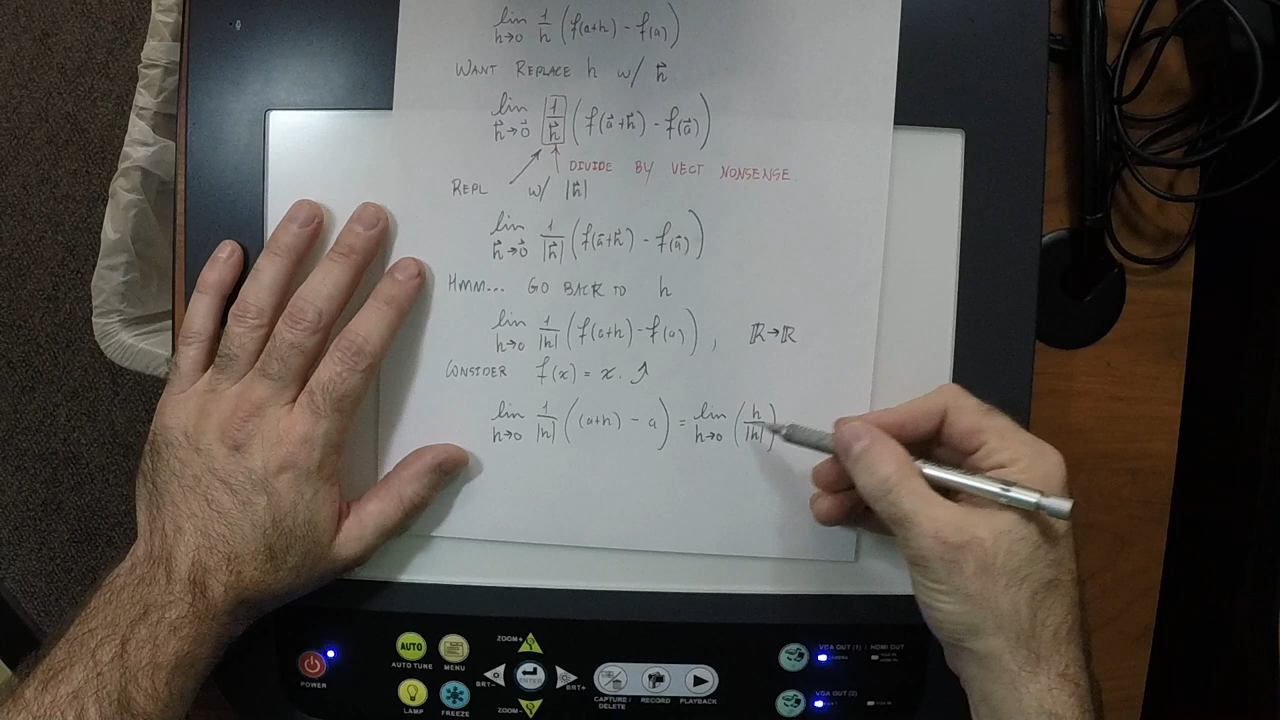 lim h→0 1/h (f(a+h) - f(a))
WANT REPLACE h w/ h⃗
lim h⃗→0⃗ 1/h⃗ (f(a⃗+h⃗) - f(a⃗))
DIVIDE BY VECT NONSENSE.
REPL w/ |h⃗|
lim h⃗→0⃗ 1/|h⃗| (f(a⃗+h⃗) - f(a⃗))
HMM... GO BACK TO h
lim h→0 1/|h| (f(a+h) - f(a)), ℝ→ℝ
CONSIDER f(x) = x.
lim h→0 1/|h| ((a+h) - a) = lim h→0 (h/|h|)
POWER
AUTO
AUTO TUNE
MENU
LAMP
FREEZE
ZOOM+
BRT-
ENTER
BRT+
ZOOM-
CAPTURE / DELETE
RECORD
PLAYBACK
VGA OUT (1) / HDMI OUT
VGA OUT (2)